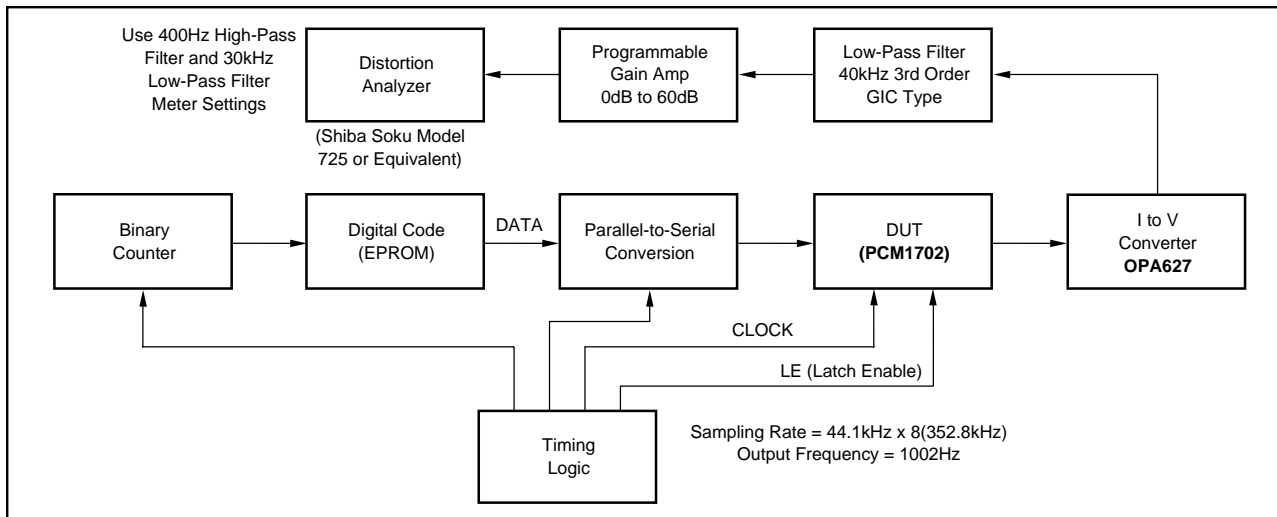 Use 400Hz High-Pass
Filter and 30kHz
Low-Pass Filter
Meter Settings
Distortion
Analyzer
(Shiba Soku Model
725 or Equivalent)
Programmable
Gain Amp
0dB to 60dB
Low-Pass Filter
40kHz 3rd Order
GIC Type
Binary
Counter
Digital Code
(EPROM)
DATA
Parallel-to-Serial
Conversion
DUT
(PCM1702)
I to V
Converter
OPA627
CLOCK
LE (Latch Enable)
Timing
Logic
Sampling Rate = 44.1kHz x 8(352.8kHz)
Output Frequency = 1002Hz